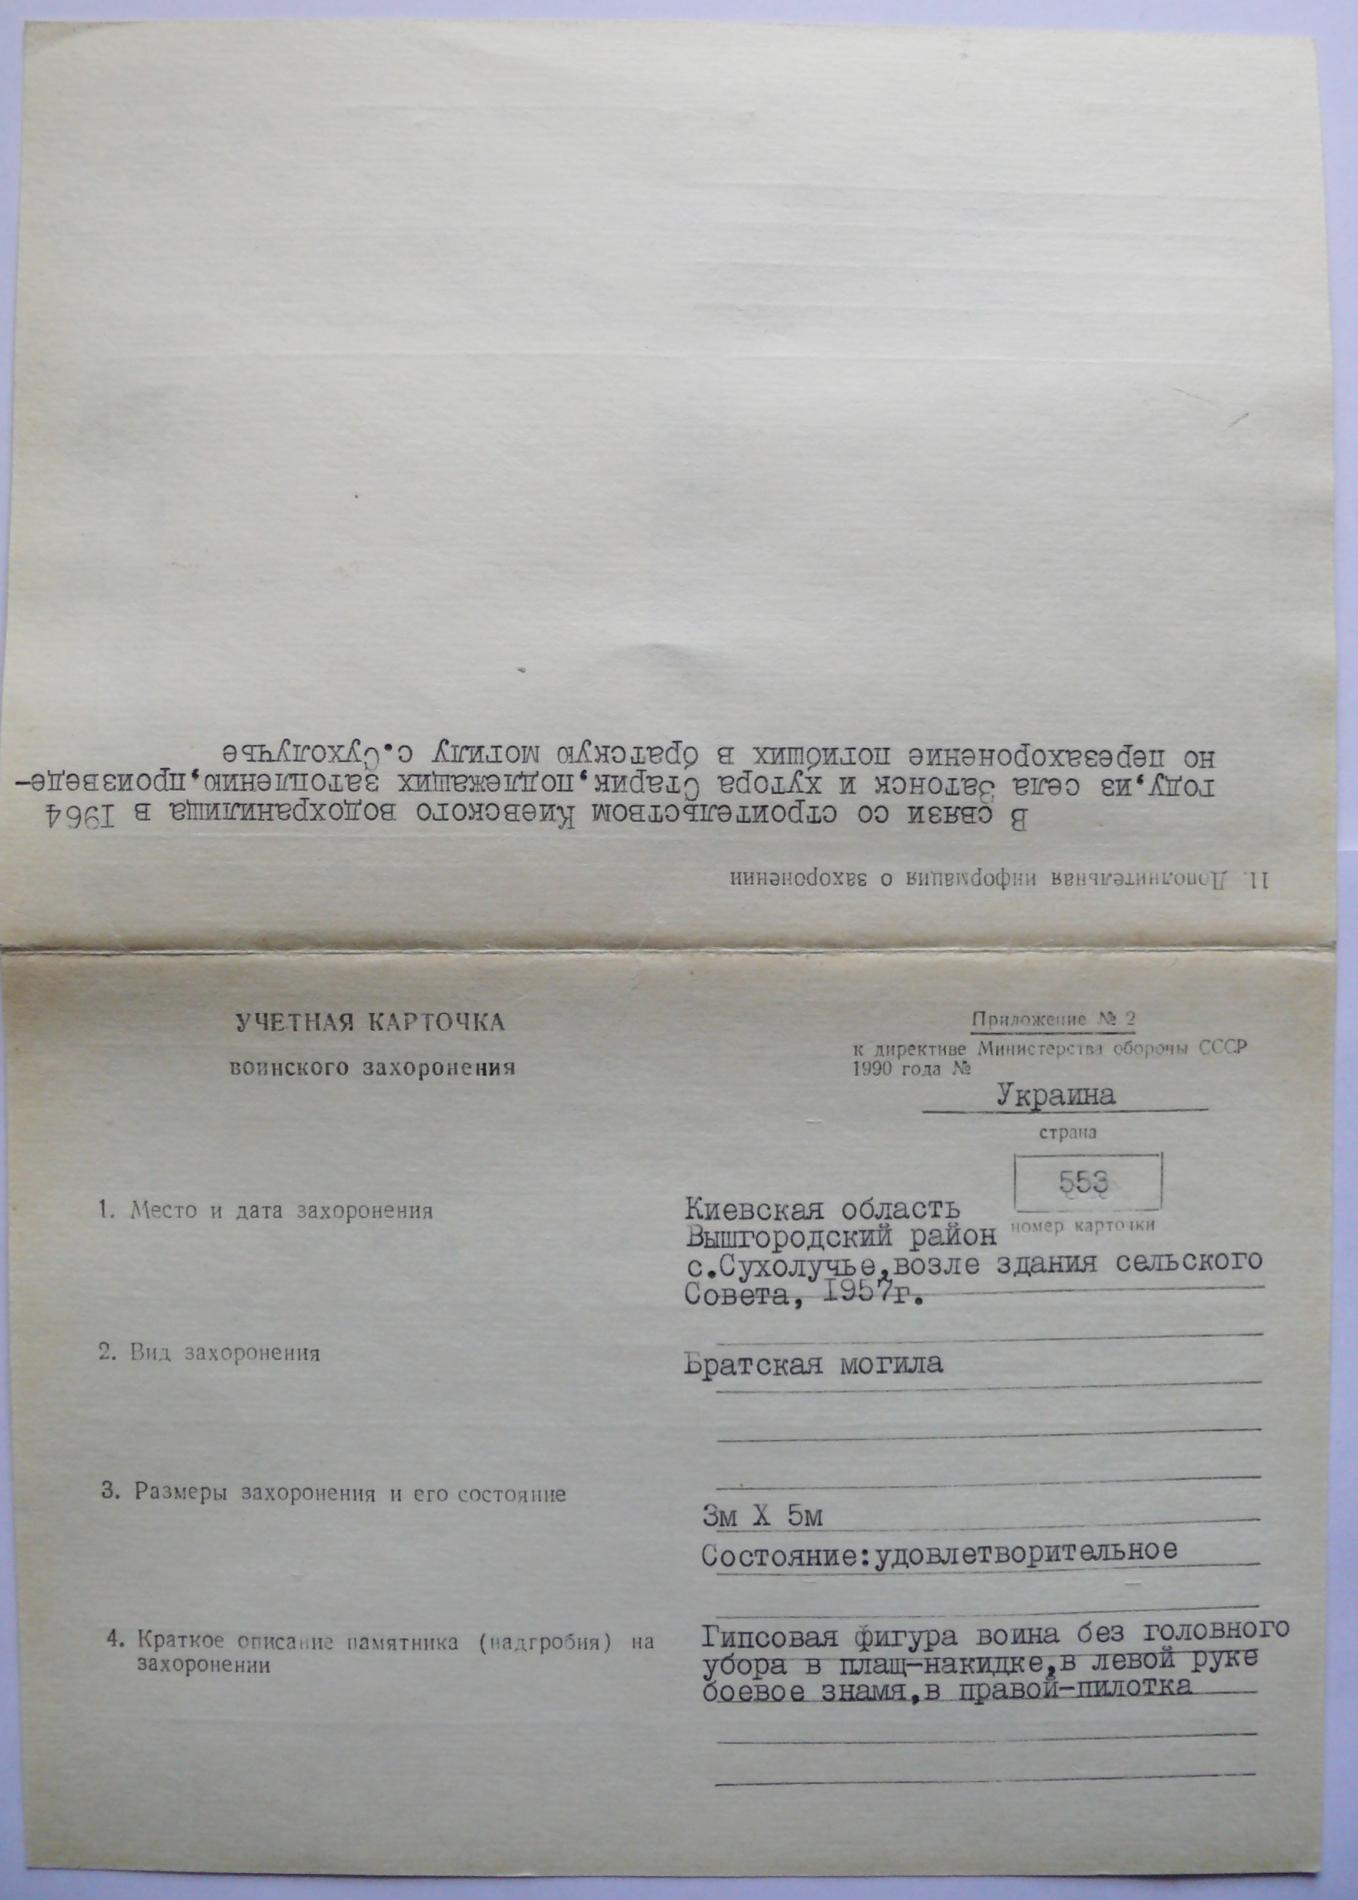 УЧЕТНАЯ КАРТОЧКА
воинского захоронения
Приложение № 2
к директиве Министерства обороны СССР
1990 года №
Украина
страна
553
номер карточки
1. Место и дата захоронения
Киевская область
Вышгородский район
с.Сухолучье,возле здания сельского
Совета, 1957г.
2. Вид захоронения
Братская могила
3. Размеры захоронения и его состояние
3м X 5м
Состояние:удовлетворительное
4. Краткое описание памятника (надгробия) на
захоронении
Гипсовая фигура воина без головного
убора в плащ-накидке,в левой руке
боевое знамя,в правой-пилотка
11. Дополнительная информация о захоронении
В связи со строительством Киевского водохранилища в 1964
году,из села Затонск и хутора Старик,подлежащих затоплению,произведе-
но перезахоронение погибших в братскую могилу с.Сухолучье